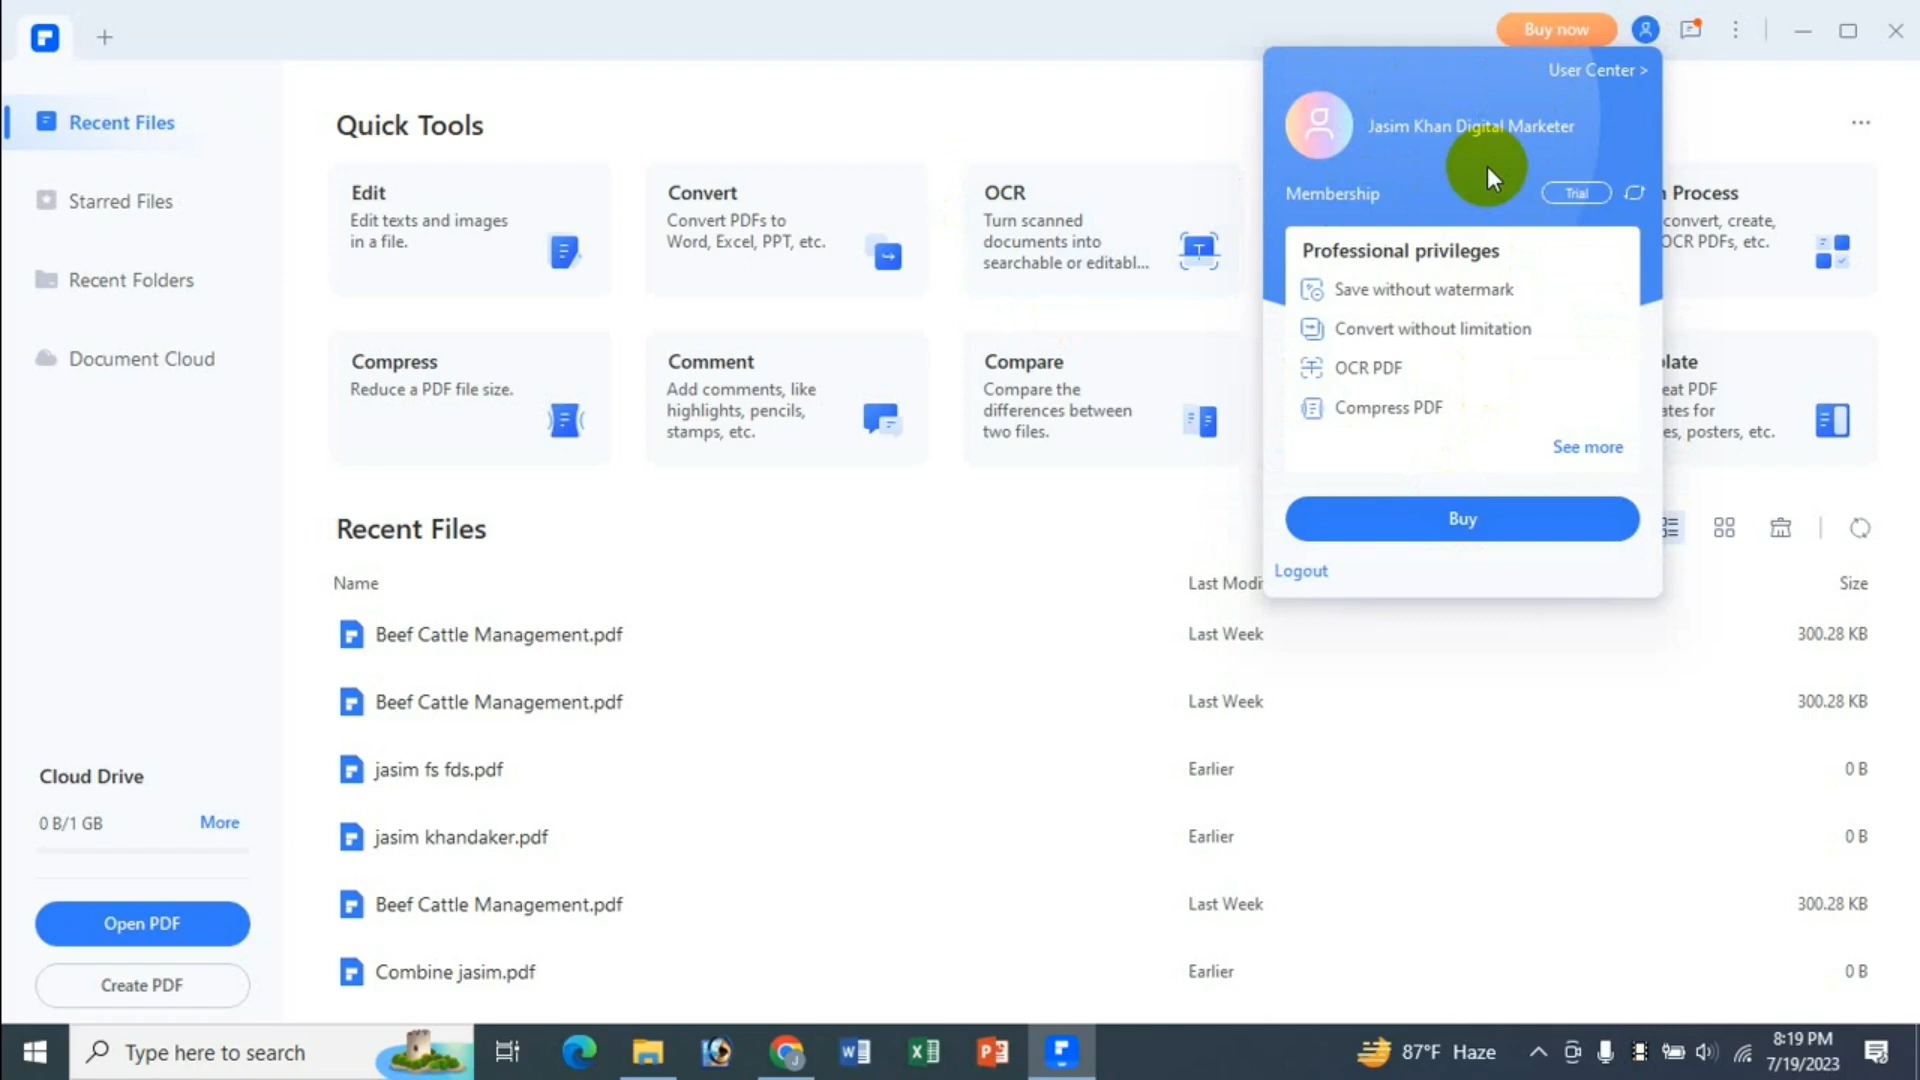 Buy now
User Center >
Jasim Khan Digital Marketer
Membership
Trial
Professional privileges
Save without watermark
Convert without limitation
OCR PDF
Compress PDF
See more
Buy
Logout
Recent Files
Starred Files
Recent Folders
Document Cloud
Quick Tools
Edit
Edit texts and images
in a file.
Convert
Convert PDFs to
Word, Excel, PPT, etc.
OCR
Turn scanned
documents into
searchable or editabl...
Process
convert, create,
OCR PDFs, etc.
Compress
Reduce a PDF file size.
Comment
Add comments, like
highlights, pencils,
stamps, etc.
Compare
Compare the
differences between
two files.
late
eat PDF
ates for
es, posters, etc.
Recent Files
Name
Last Modi
Size
Beef Cattle Management.pdf
Last Week
300.28 KB
Beef Cattle Management.pdf
Last Week
300.28 KB
jasim fs fds.pdf
Earlier
0 B
jasim khandaker.pdf
Earlier
0 B
Beef Cattle Management.pdf
Last Week
300.28 KB
Combine jasim.pdf
Earlier
0 B
Cloud Drive
0 B/1 GB
More
Open PDF
Create PDF
Type here to search
87°F Haze
8:19 PM
7/19/2023